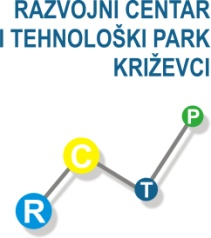 RAZVOJNI CENTAR
I TEHNOLOŠKI PARK
KRIŽEVCI
R C T P